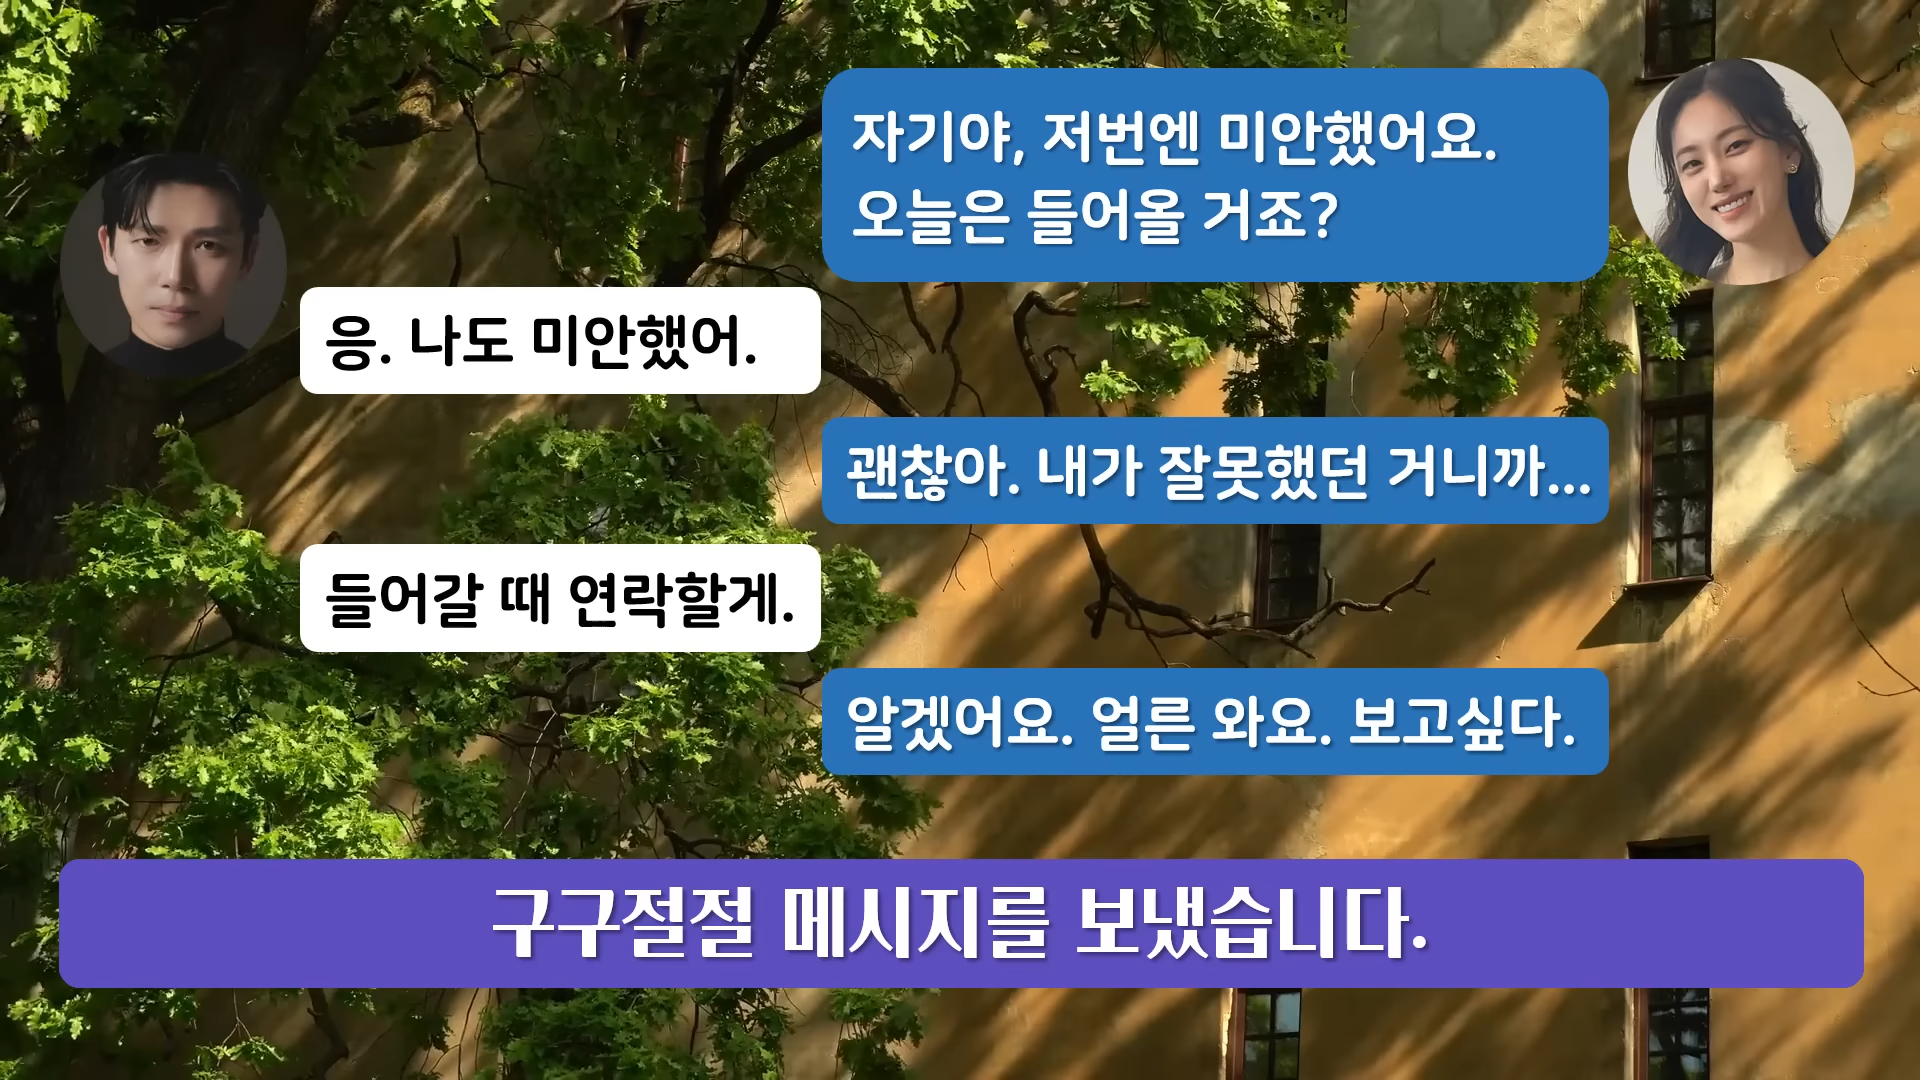 자기야, 저번엔 미안했어요.
오늘은 들어올 거죠?
응. 나도 미안했어.
괜찮아. 내가 잘못했던 거니까...
들어갈 때 연락할게.
알겠어요. 얼른 와요. 보고싶다.
구구절절 메시지를 보냈습니다.